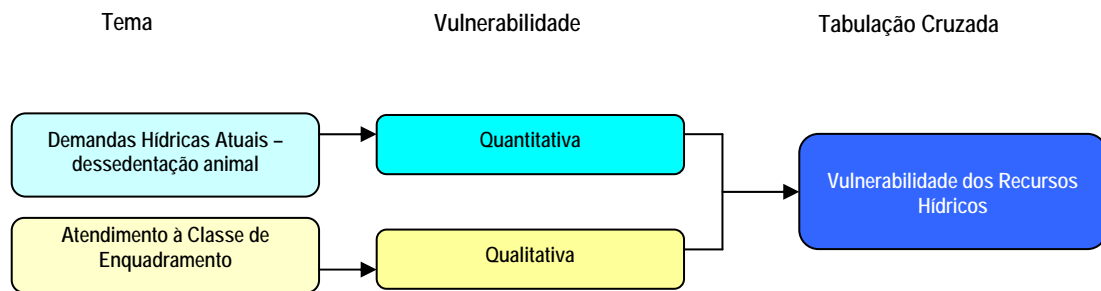 Tema
Vulnerabilidade
Tabulação Cruzada
Demandas Hídricas Atuais –
dessedentação animal
Quantitativa
Vulnerabilidade dos Recursos
Hídricos
Atendimento à Classe de
Enquadramento
Qualitativa